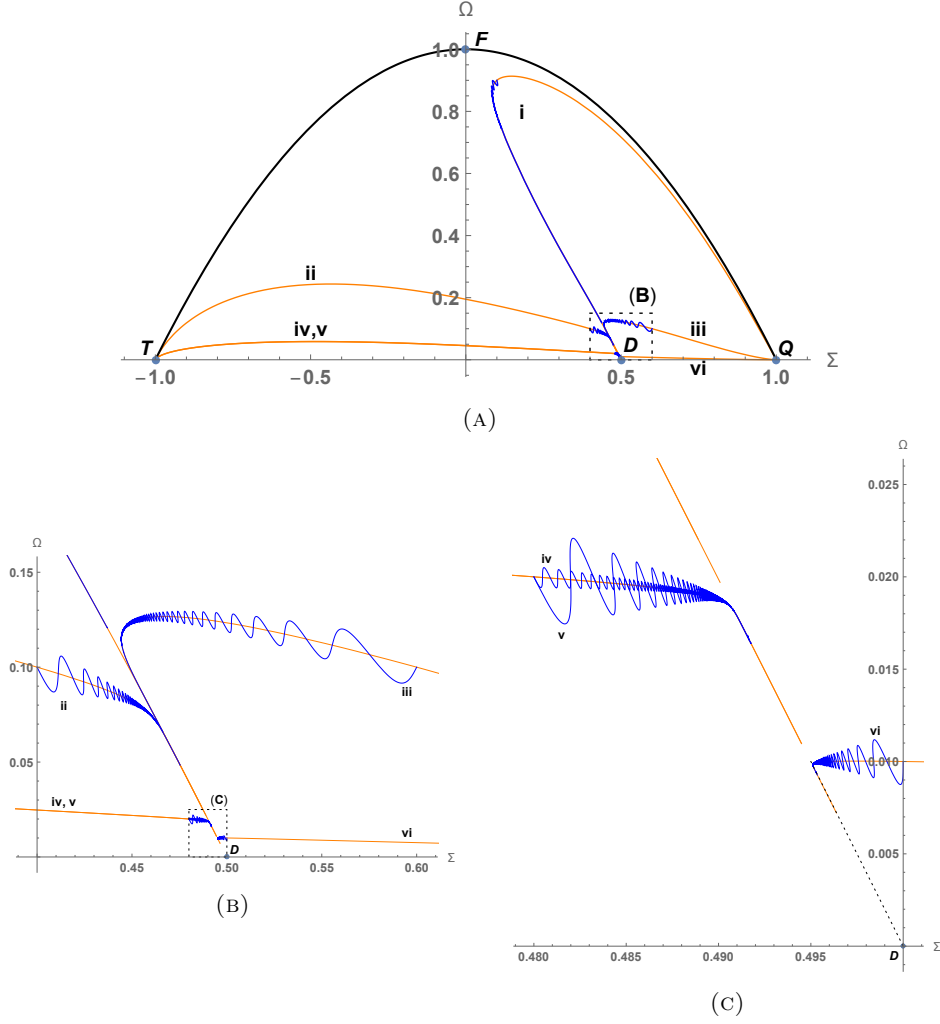 Ω
F
1.0
i
0.8
0.6
0.4
ii
0.2
(B)
iv,v
iii
T
D
Q
vi
Σ
−1.0
−0.5
0.5
1.0
(A)
Ω
0.15
0.10
ii
iii
0.05
iv, v
(C)
vi
D
Σ
0.45
0.50
0.55
0.60
(B)
Ω
0.025
iv
0.020
v
0.015
vi
0.010
0.005
D
Σ
0.480
0.485
0.490
0.495
(C)